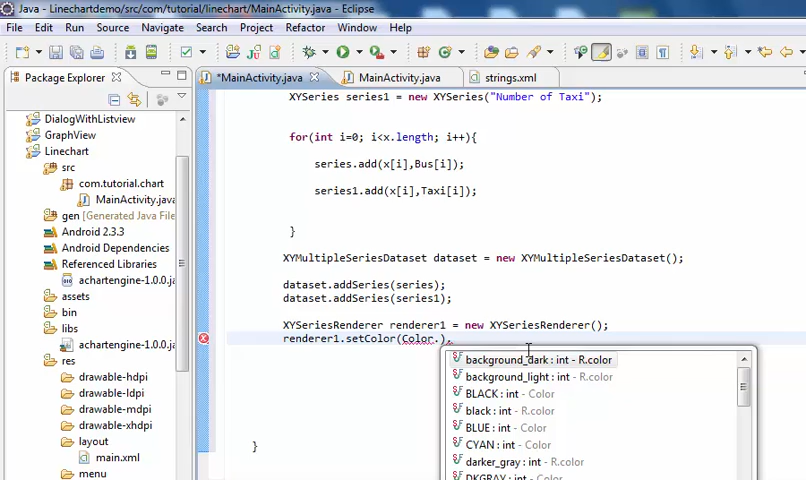 Java - Linechartdemo/src/com/tutorial/linechart/MainActivity.java - Eclipse
File Edit Run Source Navigate Search Project Refactor Window Help
Package Explorer
*MainActivity.java MainActivity.java strings.xml
DialogWithListview
GraphView
Linechart
src
com.tutorial.chart
MainActivity.java
gen [Generated Java File
Android 2.3.3
Android Dependencies
Referenced Libraries
achartengine-1.0.0.ja
assets
bin
libs
achartengine-1.0.0.ja
res
drawable-hdpi
drawable-ldpi
drawable-mdpi
drawable-xhdpi
layout
main.xml
menu
XYSeries series1 = new XYSeries("Number of Taxi");
for(int i=0; i<x.length; i++){
series.add(x[i],Bus[i]);
series1.add(x[i],Taxi[i]);
}
XYMultipleSeriesDataset dataset = new XYMultipleSeriesDataset();
dataset.addSeries(series);
dataset.addSeries(series1);
XYSeriesRenderer renderer1 = new XYSeriesRenderer();
renderer1.setColor(Color.);
background_dark : int - R.color
background_light : int - R.color
BLACK : int - Color
black : int - R.color
BLUE : int - Color
CYAN : int - Color
darker_gray : int - R.color
DKGRAY : int - Color
}